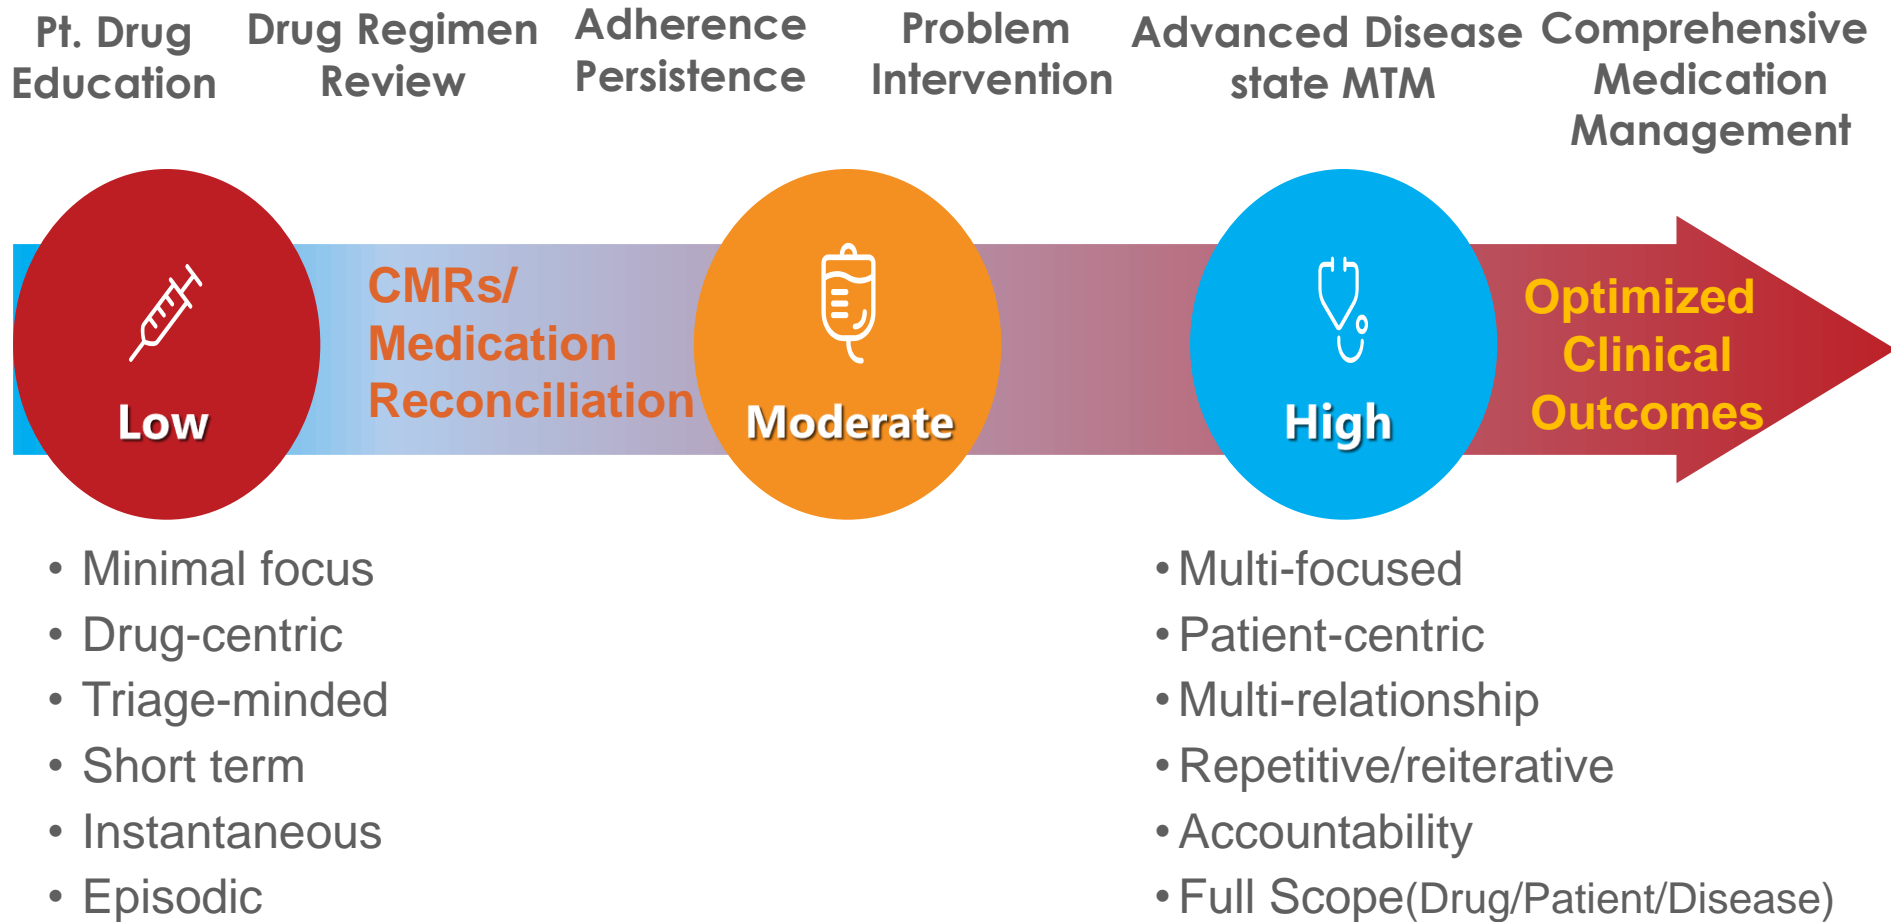 Pt. Drug
Education
Drug Regimen
Review
Adherence
Persistence
Problem
Intervention
Advanced Disease
state MTM
Comprehensive
Medication
Management
Low
CMRs/
Medication
Reconciliation
Moderate
High
Optimized
Clinical
Outcomes
• Minimal focus
• Drug-centric
• Triage-minded
• Short term
• Instantaneous
• Episodic
• Multi-focused
• Patient-centric
• Multi-relationship
• Repetitive/reiterative
• Accountability
• Full Scope(Drug/Patient/Disease)